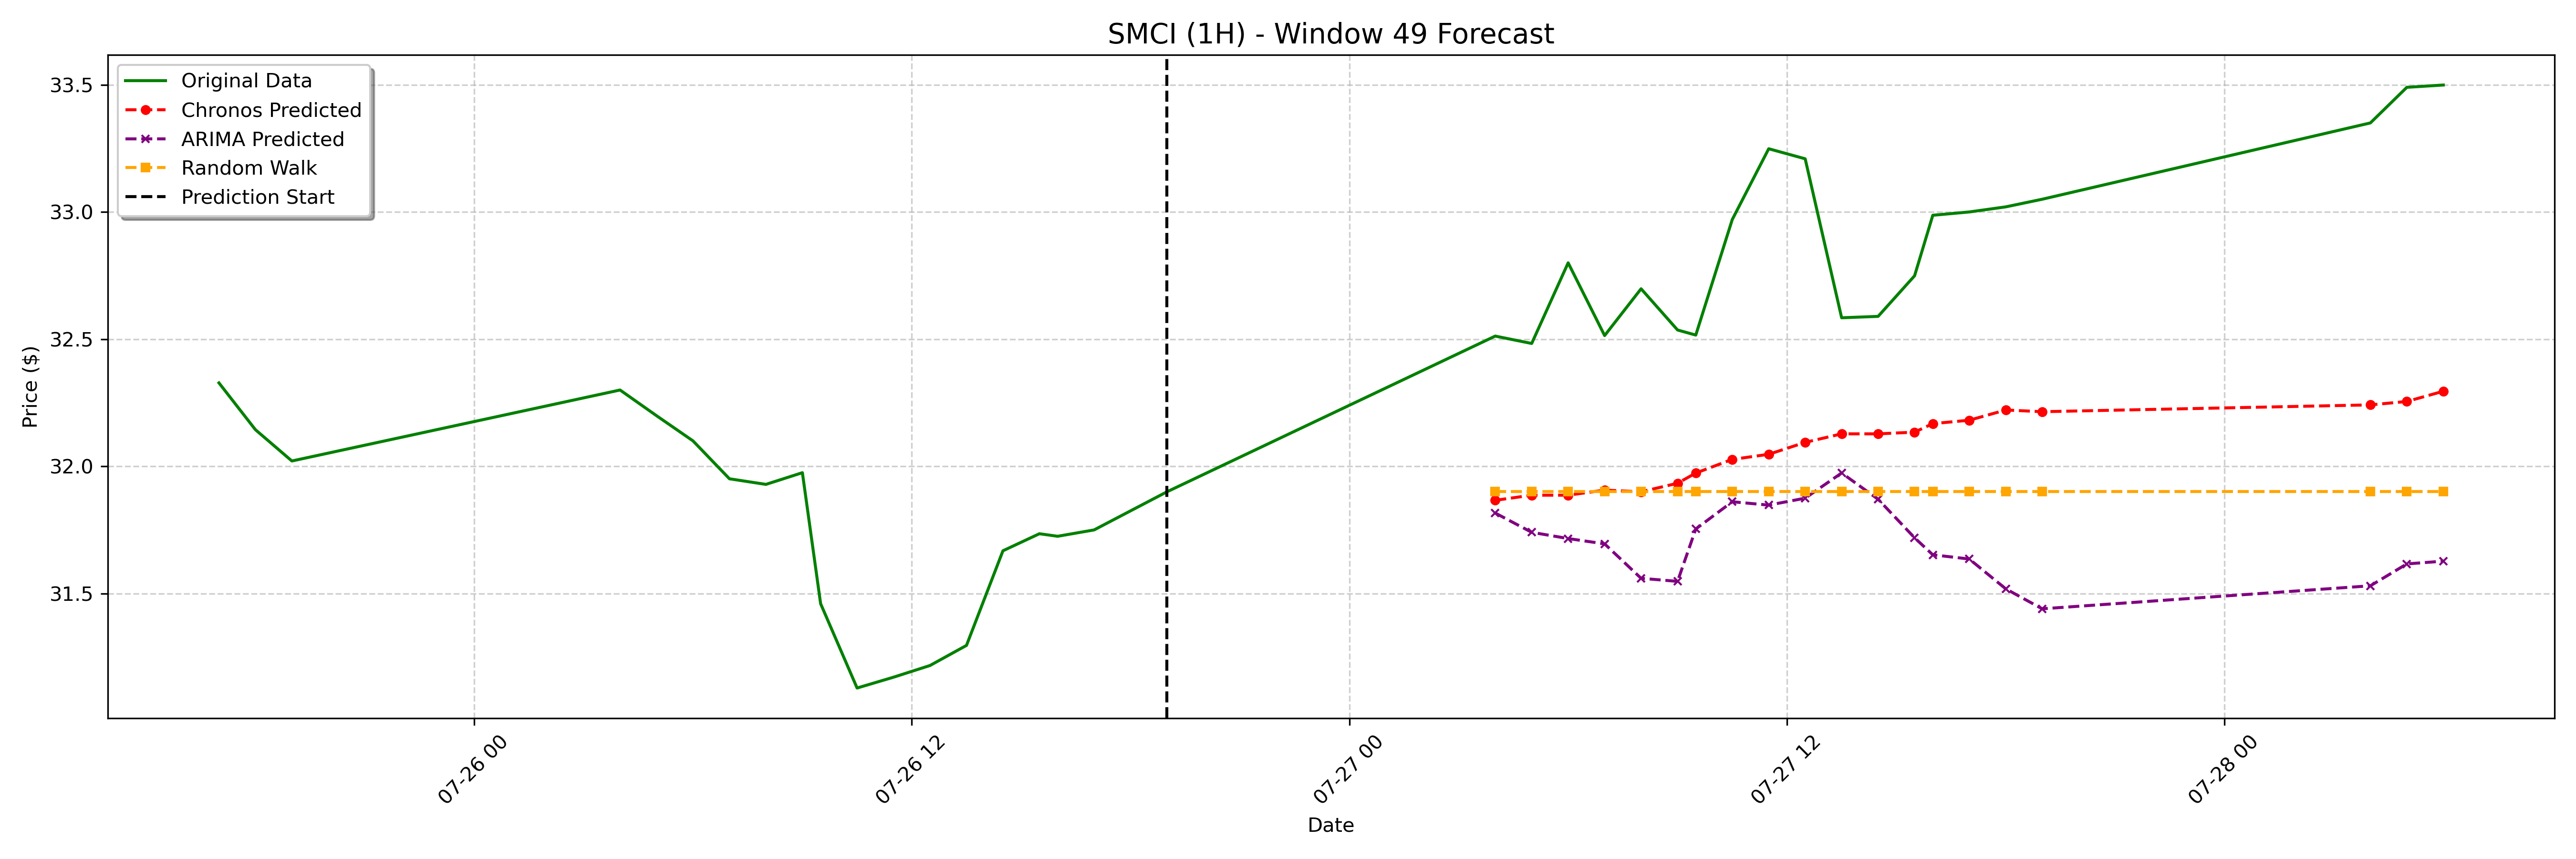 SMCI (1H) - Window 49 Forecast
Original Data
Chronos Predicted
ARIMA Predicted
Random Walk
Prediction Start
33.5
33.0
32.5
32.0
31.5
Price ($)
07-26 00
07-26 12
07-27 00
07-27 12
07-28 00
Date